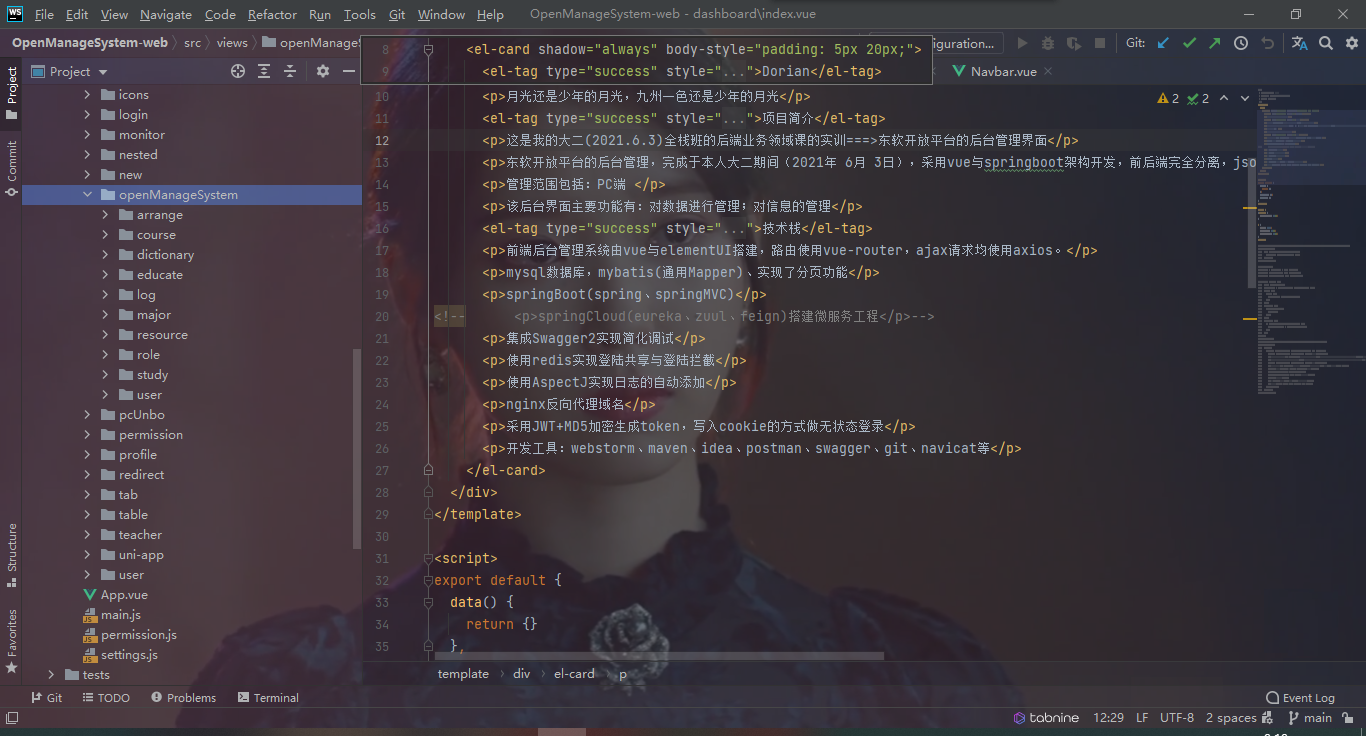 WS File Edit View Navigate Code Refactor Run Tools Git Window Help OpenManageSystem-web - dashboard\index.vue
OpenManageSystem-web src views openManageS
iguration... Git:
Project
Navbar.vue
8 <el-card shadow="always" body-style="padding: 5px 20px;">
9 <el-tag type="success" style="...">Dorian</el-tag>
10 <p>月光还是少年的月光，九州一色还是少年的月光</p>
2 2
11 <el-tag type="success" style="...">项目简介</el-tag>
12 <p>这是我的大二(2021.6.3)全栈班的后端业务领域课的实训===>东软开放平台的后台管理界面</p>
13 <p>东软开放平台的后台管理，完成于本人大二期间（2021年 6月 3日），采用vue与springboot架构开发，前后端完全分离，jso
14 <p>管理范围包括：PC端 </p>
15 <p>该后台界面主要功能有：对数据进行管理；对信息的管理</p>
16 <el-tag type="success" style="...">技术栈</el-tag>
17 <p>前端后台管理系统由vue与elementUI搭建，路由使用vue-router，ajax请求均使用axios。</p>
18 <p>mysql数据库，mybatis(通用Mapper)、实现了分页功能</p>
19 <p>springBoot(spring、springMVC)</p>
20 <!-- <p>springCloud(eureka、zuul、feign)搭建微服务工程</p>-->
21 <p>集成Swagger2实现简化调试</p>
22 <p>使用redis实现登陆共享与登陆拦截</p>
23 <p>使用AspectJ实现日志的自动添加</p>
24 <p>nginx反向代理域名</p>
25 <p>采用JWT+MD5加密生成token，写入cookie的方式做无状态登录</p>
26 <p>开发工具：webstorm、maven、idea、postman、swagger、git、navicat等</p>
27 </el-card>
28 </div>
29 </template>
30
31 <script>
32 export default {
33 data() {
34 return {}
35 },
template div el-card p
Project
Commit
Structure
Favorites
icons
login
monitor
nested
new
openManageSystem
arrange
course
dictionary
educate
log
major
resource
role
study
user
pcUnbo
permission
profile
redirect
tab
table
teacher
uni-app
user
App.vue
main.js
permission.js
settings.js
tests
Git TODO Problems Terminal Event Log
tabnine 12:29 LF UTF-8 2 spaces main